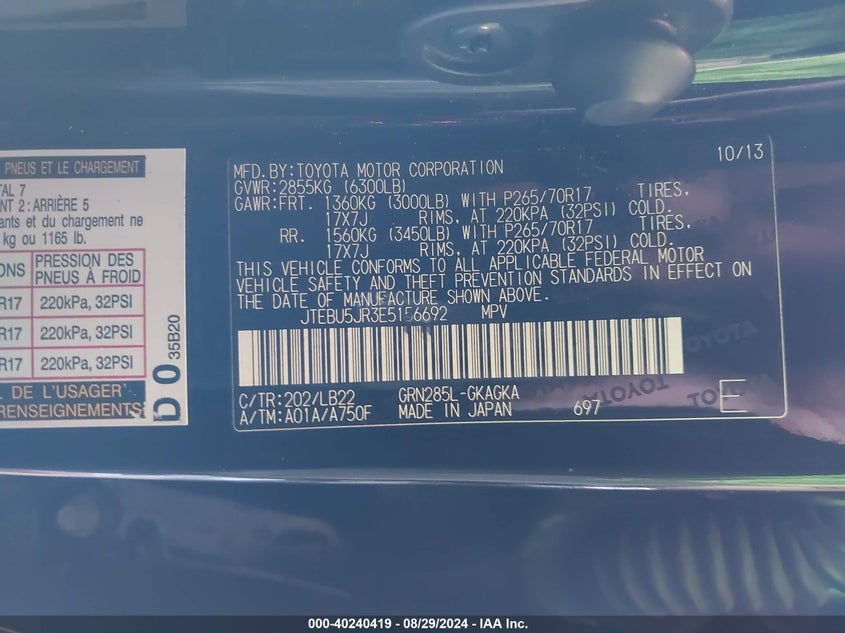 PNEUS ET LE CHARGEMENT
TAL 7
NT 2: ARRIÈRE 5
ants et du chargement ne
kg ou 1165 lb.
ONS PRESSION DES PNEUS À FROID
R17 220kPa, 32PSI
R17 220kPa, 32PSI
R17 220kPa, 32PSI
. DE L'USAGER
RENSEIGNEMENTS
D 0 35B20
10/13
MFD.BY:TOYOTA MOTOR CORPORATION
GVWR:2855KG (6300LB)
GAWR:FRT. 1360KG (3000LB) WITH P265/70R17 TIRES,
17X7J RIMS, AT 220KPA (32PSI) COLD.
RR. 1560KG (3450LB) WITH P265/70R17 TIRES,
17X7J RIMS, AT 220KPA (32PSI) COLD.
THIS VEHICLE CONFORMS TO ALL APPLICABLE FEDERAL MOTOR
VEHICLE SAFETY AND THEFT PREVENTION STANDARDS IN EFFECT ON
THE DATE OF MANUFACTURE SHOWN ABOVE.
JTEBU5JR3E5156692 MPV
C/TR:202/LB22 GRN285L-GKAGKA
A/TM:A01A/A750F MADE IN JAPAN 697 E
TOYOTA
TOYOTA
TOYOTA
000-40240419 - 08/29/2024 - IAA Inc.